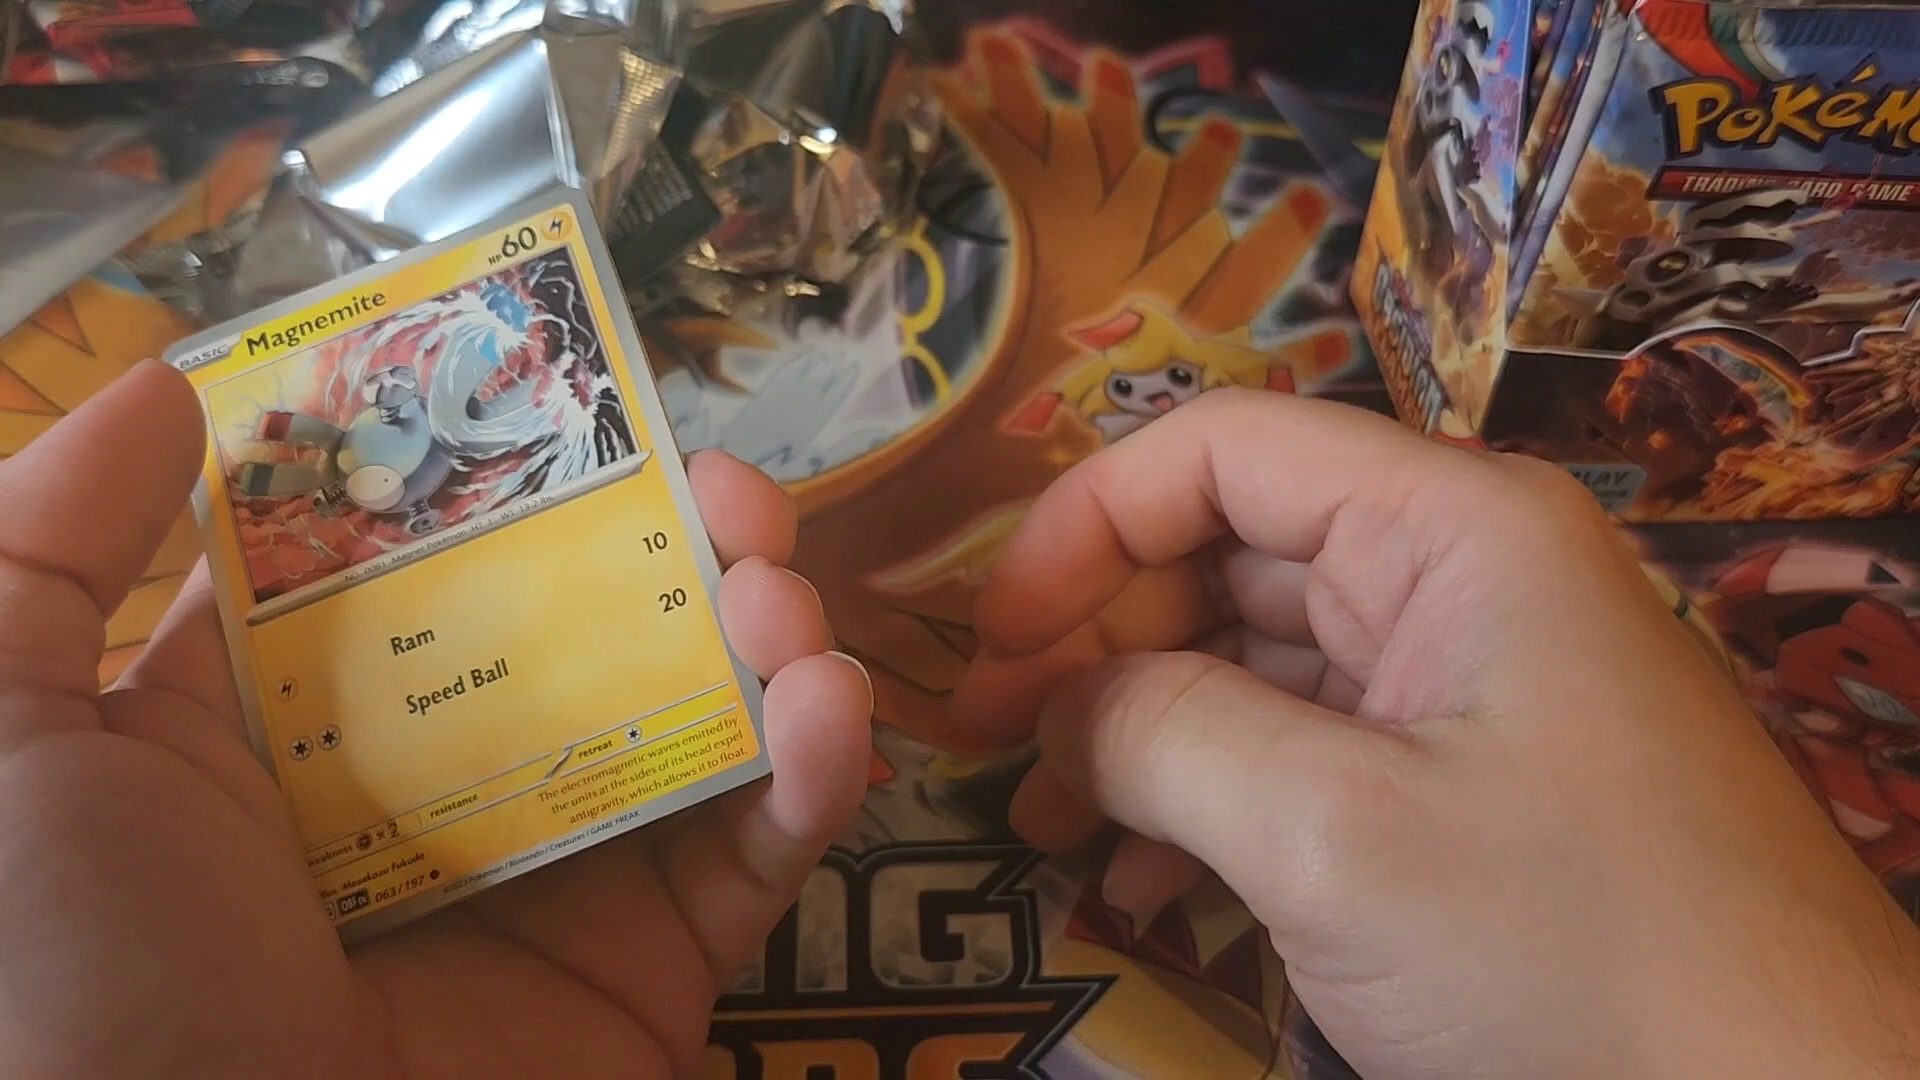 BASIC Magnemite HP 60
NO. 0081 Magnet Pokémon HT: 1' WT: 13.2 lbs.
Ram 10
Speed Ball 20
weakness ×2 resistance retreat
The electromagnetic waves emitted by
the units at the sides of its head expel
antigravity, which allows it to float.
Illus. Masakazu Fukuda
OBF EN 063/197
©2023 Pokémon / Nintendo / Creatures / GAME FREAK
POKéM
TRADING CARD GAME